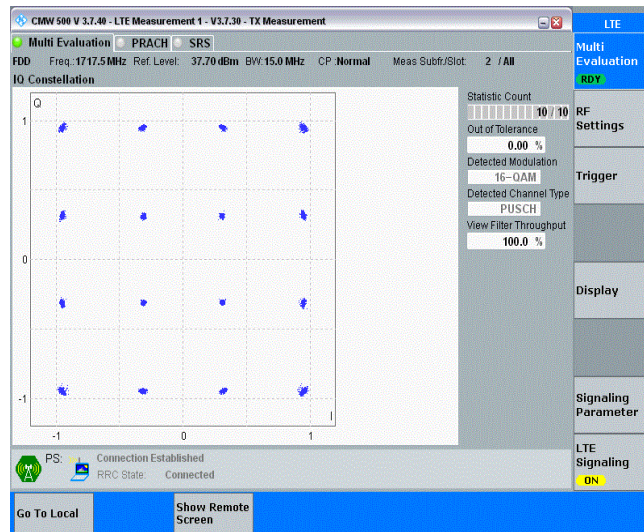 CMW 500 V 3.7.40 - LTE Measurement 1 - V3.7.30 - TX Measurement
LTE
Multi Evaluation PRACH SRS
FDD Freq.:1717.5 MHz Ref. Level: 37.70 dBm BW:15.0 MHz CP :Normal Meas Subfr./Slot: 2 / All
IQ Constellation
Q
1
0
-1
-1 0 1
I
Statistic Count
10 / 10
Out of Tolerance
0.00 %
Detected Modulation
16-QAM
Detected Channel Type
PUSCH
View Filter Throughput
100.0 %
Multi
Evaluation
RDY
RF
Settings
Trigger
Display
Signaling
Parameter
LTE
Signaling
ON
PS: Connection Established
RRC State: Connected
Go To Local
Show Remote
Screen